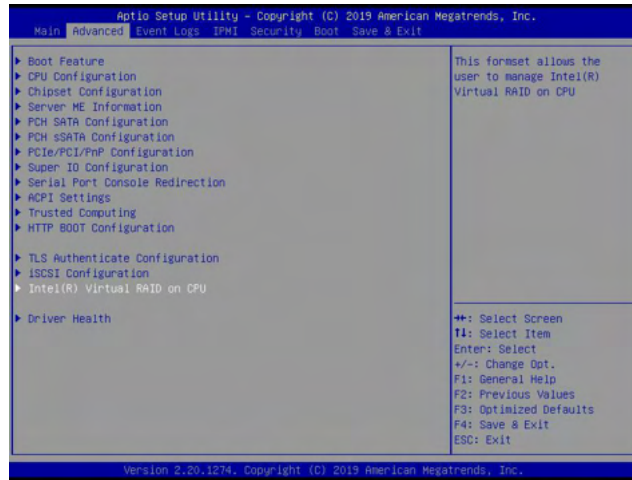 Aptio Setup Utility - Copyright (C) 2019 American Megatrends, Inc.
Main Advanced Event Logs IPMI Security Boot Save & Exit
▶ Boot Feature
▶ CPU Configuration
▶ Chipset Configuration
▶ Server ME Information
▶ PCH SATA Configuration
▶ PCH sSATA Configuration
▶ PCIe/PCI/PnP Configuration
▶ Super IO Configuration
▶ Serial Port Console Redirection
▶ ACPI Settings
▶ Trusted Computing
▶ HTTP BOOT Configuration
▶ TLS Authenticate Configuration
▶ iSCSI Configuration
▶ Intel(R) Virtual RAID on CPU
▶ Driver Health
This formset allows the
user to manage Intel(R)
Virtual RAID on CPU
↔: Select Screen
↑↓: Select Item
Enter: Select
+/-: Change Opt.
F1: General Help
F2: Previous Values
F3: Optimized Defaults
F4: Save & Exit
ESC: Exit
Version 2.20.1274. Copyright (C) 2019 American Megatrends, Inc.